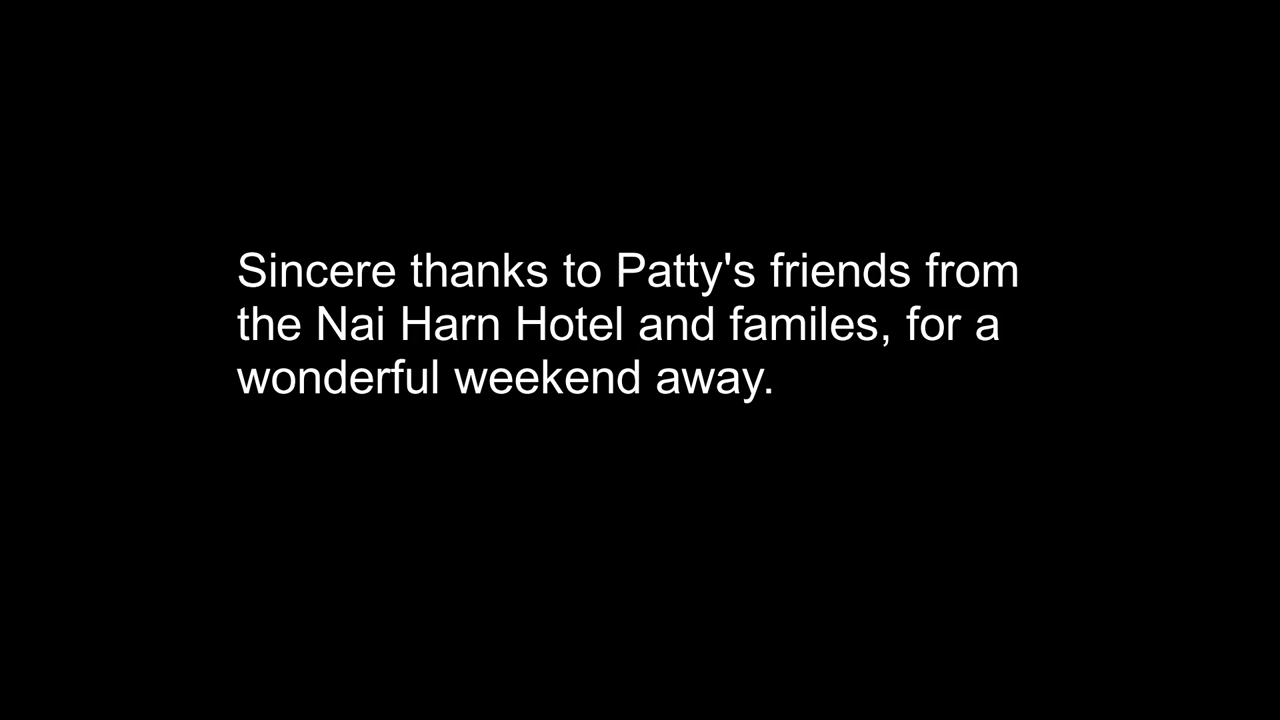 Sincere thanks to Patty's friends from
the Nai Harn Hotel and familes, for a
wonderful weekend away.